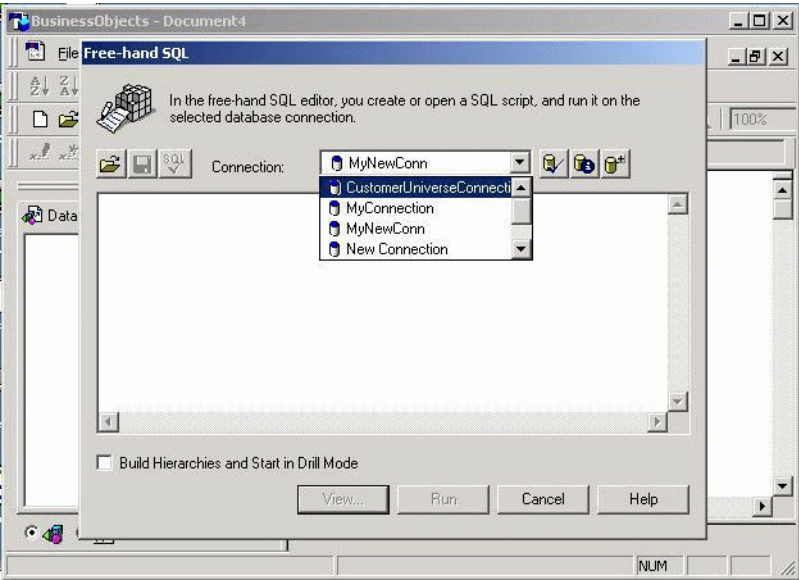 BusinessObjects - Document4
File
Free-hand SQL
In the free-hand SQL editor, you create or open a SQL script, and run it on the
selected database connection.
100%
SQL
Connection:
MyNewConn
CustomerUniverseConnecti
MyConnection
MyNewConn
New Connection
Data
Build Hierarchies and Start in Drill Mode
View...
Run
Cancel
Help
NUM